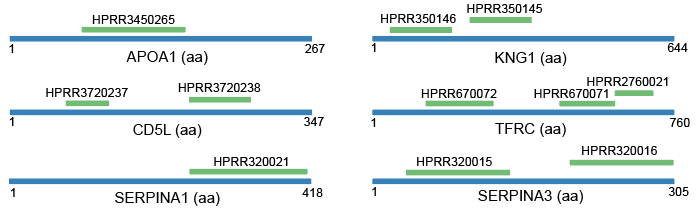 HPRR3450265
1 267
APOA1 (aa)
HPRR350145
HPRR350146
1 644
KNG1 (aa)
HPRR3720237 HPRR3720238
1 347
CD5L (aa)
HPRR2760021
HPRR670072 HPRR670071
1 760
TFRC (aa)
HPRR320021
1 418
SERPINA1 (aa)
HPRR320016
HPRR320015
1 305
SERPINA3 (aa)